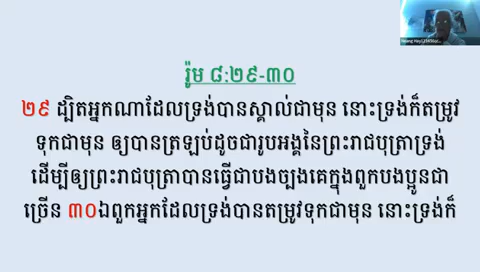 រ៉ូម ៨:២៩-៣០
២៩ ដ្បិតអ្នកណាដែលទ្រង់បានស្គាល់ជាមុន នោះទ្រង់ក៏តម្រូវ
ទុកជាមុន ឲ្យបានត្រឡប់ដូចជារូបអង្គនៃព្រះរាជបុត្រាទ្រង់
ដើម្បីឲ្យព្រះរាជបុត្រាបានធ្វើជាបងច្បងគេក្នុងពួកបងប្អូនជា
ច្រើន ៣០ឯពួកអ្នកដែលទ្រង់បានតម្រូវទុកជាមុន នោះទ្រង់ក៏